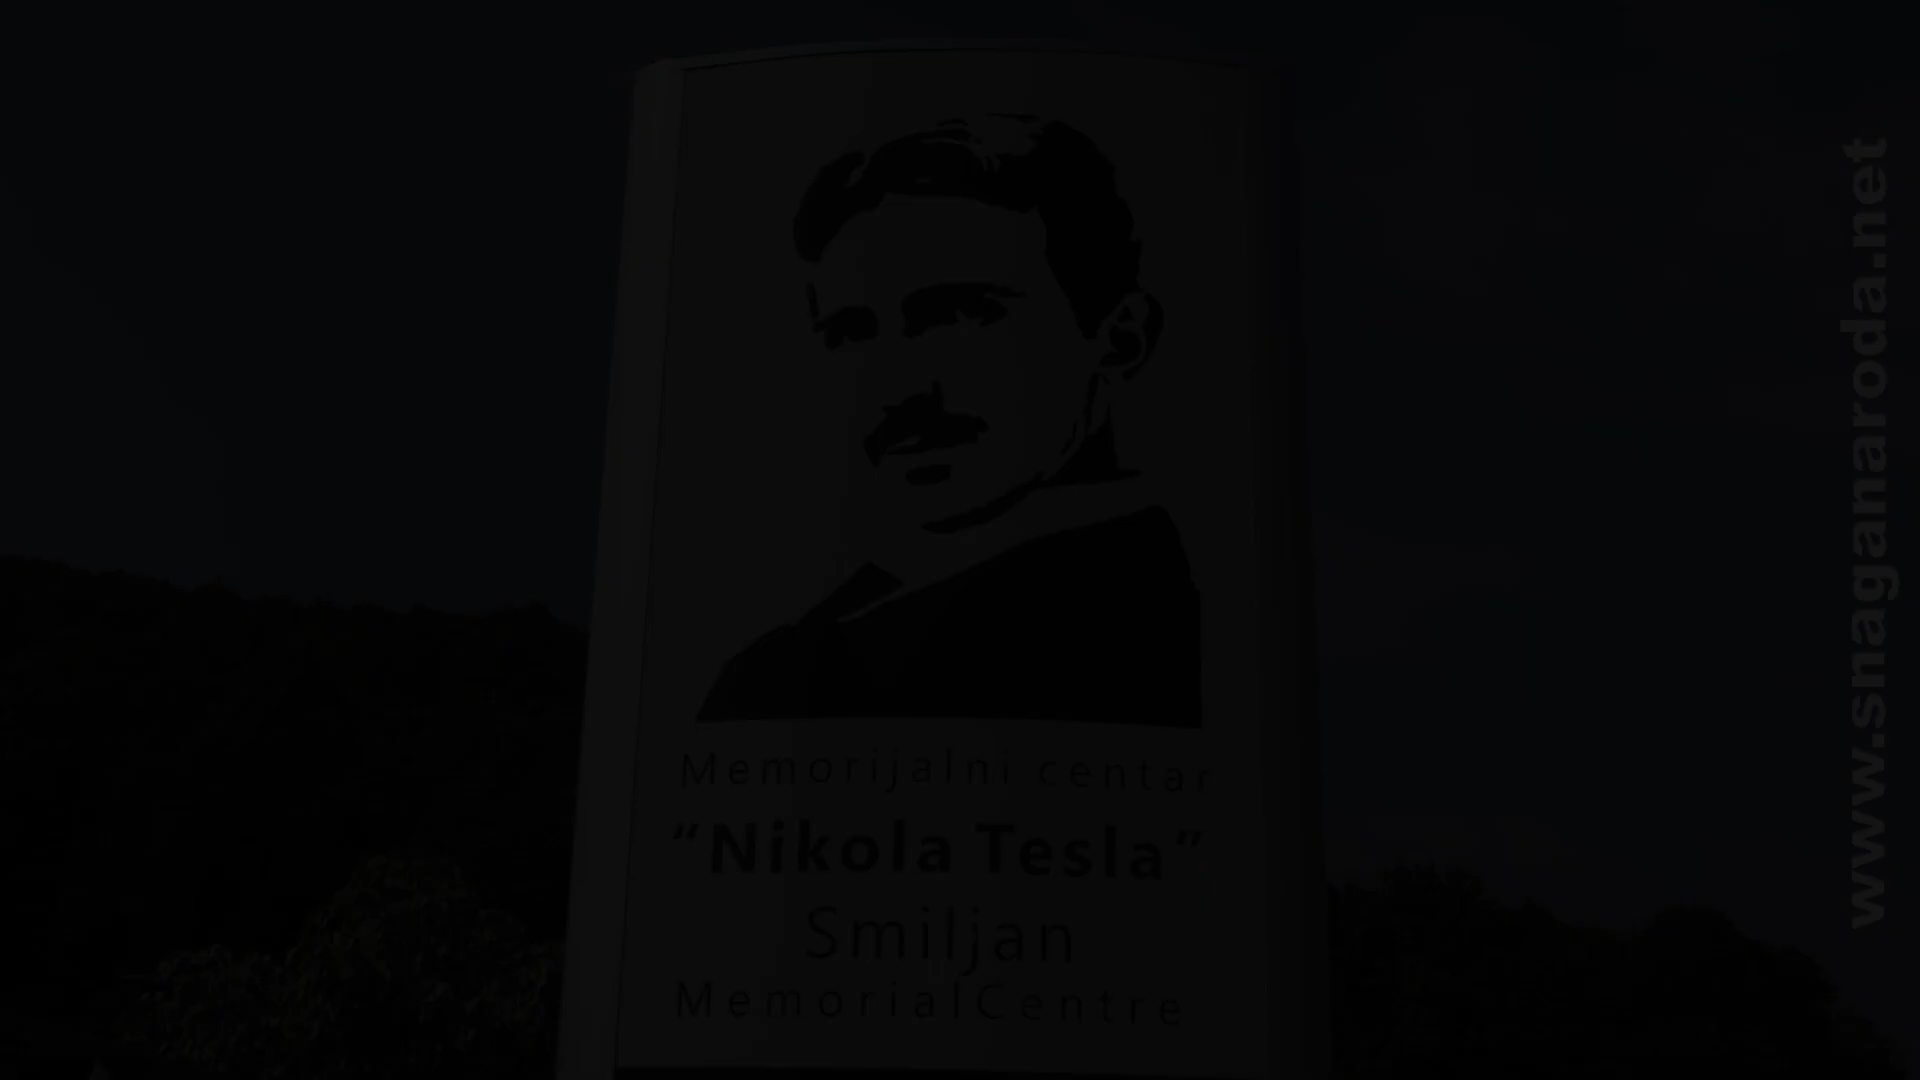 Memorijalni centar
“Nikola Tesla”
Smiljan
MemorialCentre
www.snaganaroda.net